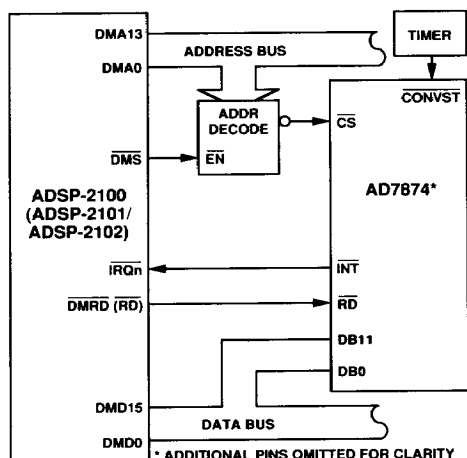 DMA13
ADDRESS BUS
TIMER
DMA0
CONVST
ADDR
DECODE
CS
DMS
EN
ADSP-2100
(ADSP-2101/
ADSP-2102)
AD7874*
IRQn
INT
DMRD (RD)
RD
DB11
DB0
DMD15
DATA BUS
DMD0
* ADDITIONAL PINS OMITTED FOR CLARITY